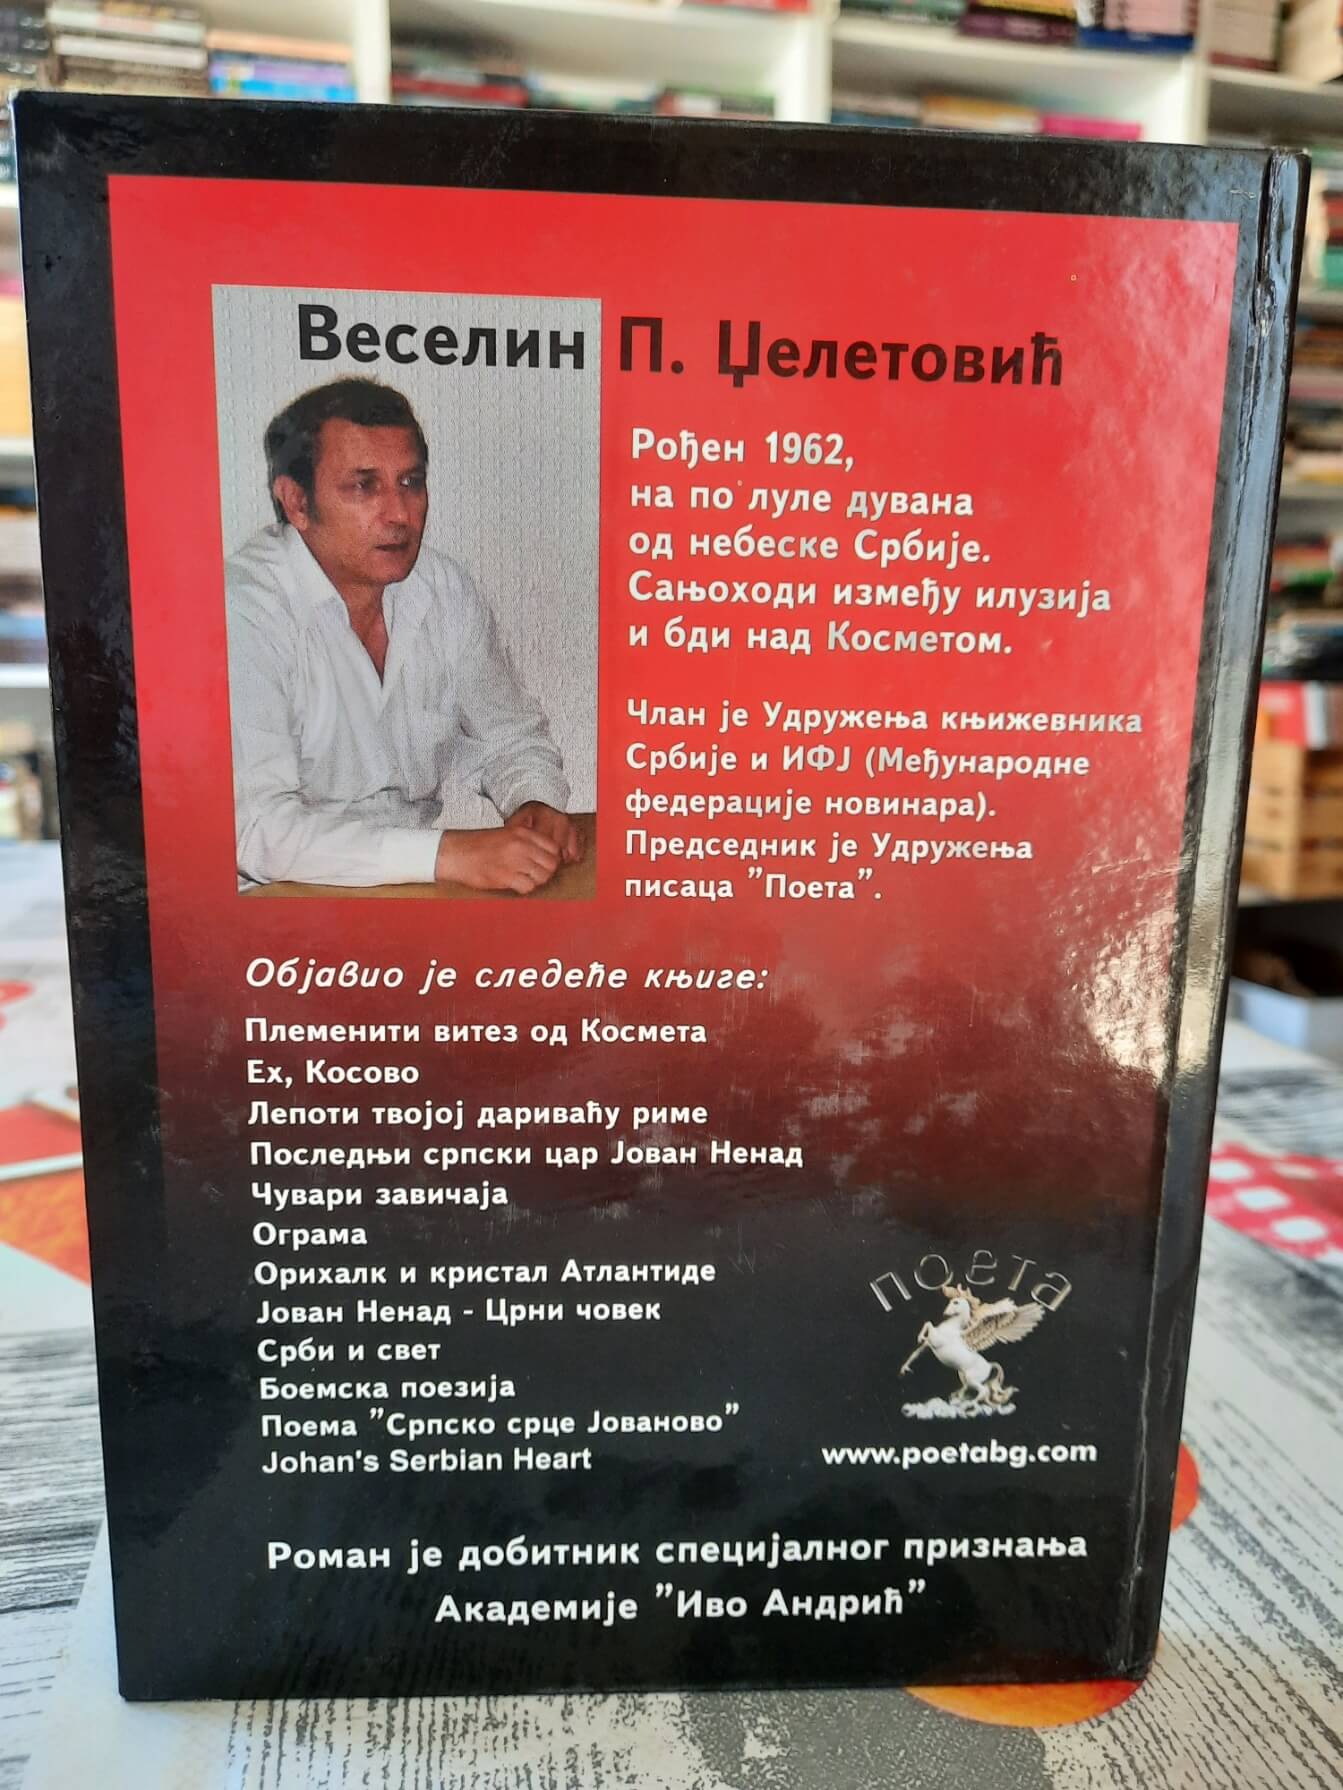 Веселин П. Џелетовић
Рођен 1962,
на по луле дувана
од небеске Србије.
Сањоходи између илузија
и бди над Косметом.
Члан је Удружења књижевника
Србије и ИФЈ (Међународне
федерације новинара).
Председник је Удружења
писаца "Поета".
Објавио је следеће књиге:
Племенити витез од Космета
Ех, Косово
Лепоти твојој дариваћу риме
Последњи српски цар Јован Ненад
Чувари завичаја
Ограма
Орихалк и кристал Атлантиде
Јован Ненад - Црни човек
Срби и свет
Боемска поезија
Поема "Српско срце Јованово"
Johan's Serbian Heart
поета
www.poetabg.com
Роман је добитник специјалног признања
Академије "Иво Андрић"